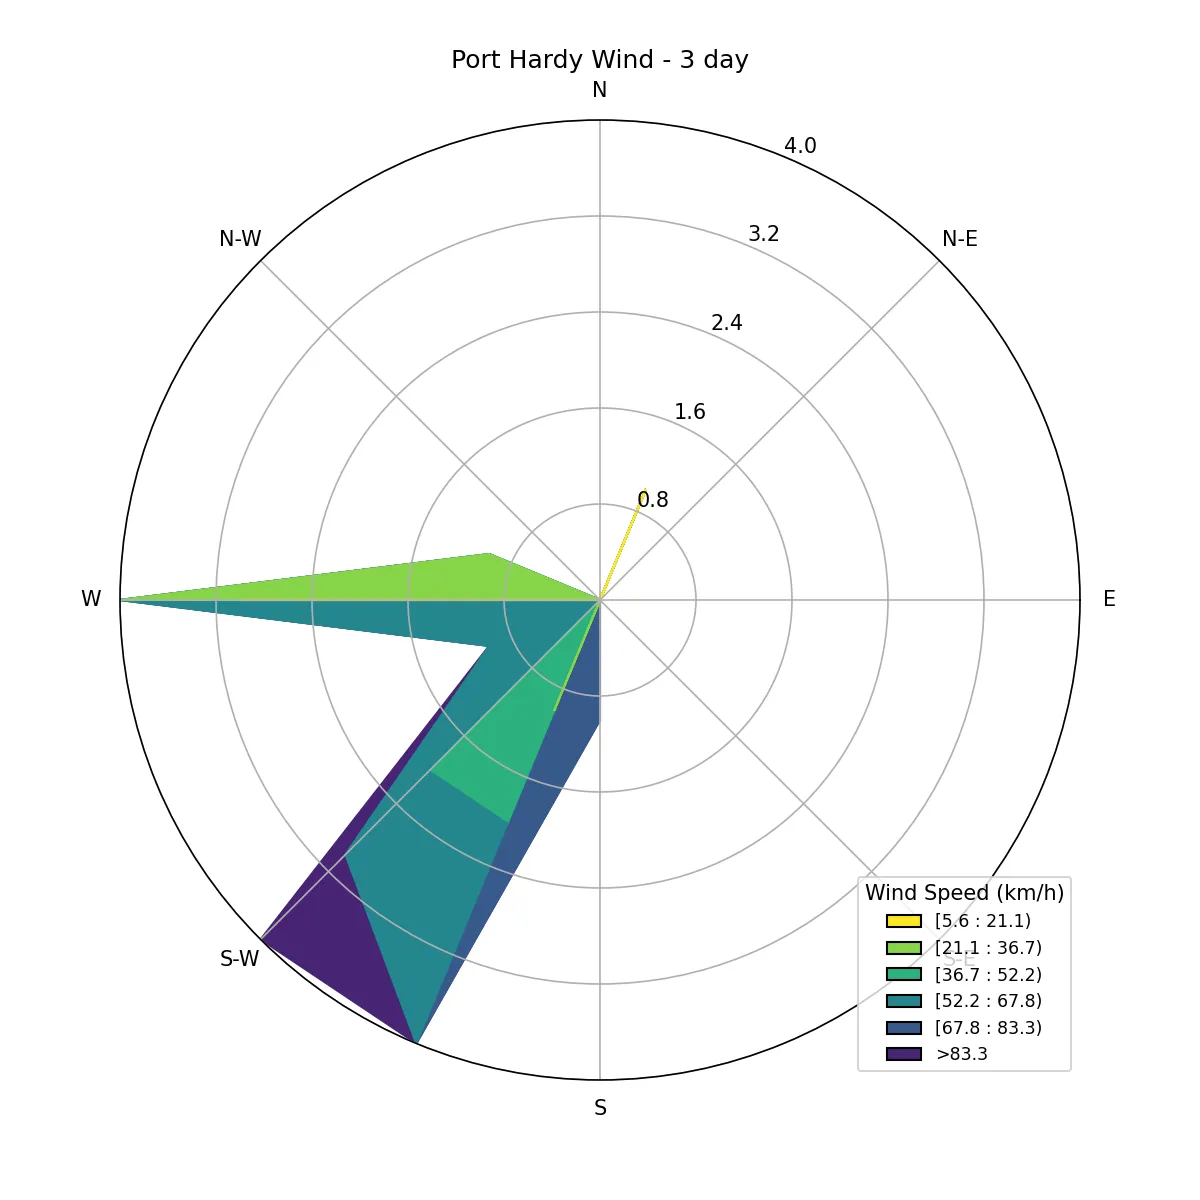 Port Hardy Wind - 3 day
N
4.0
3.2
N-W
N-E
2.4
1.6
0.8
W
E
Wind Speed (km/h)
[5.6 : 21.1)
[21.1 : 36.7)
S-W
S-E
[36.7 : 52.2)
[52.2 : 67.8)
[67.8 : 83.3)
>83.3
S